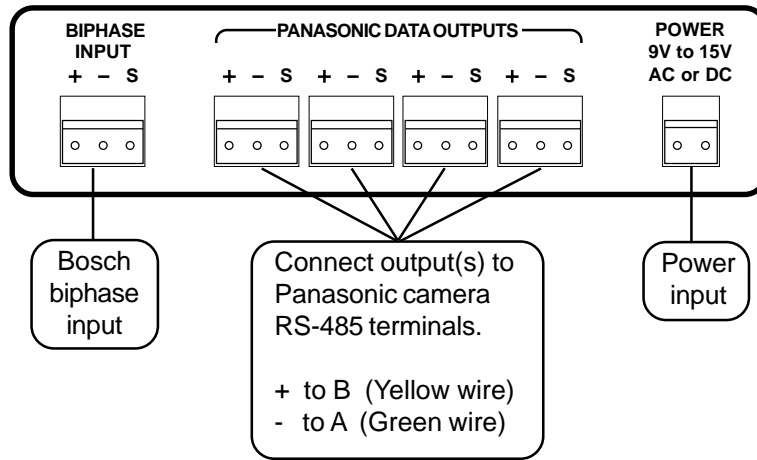 BIPHASE
INPUT
+ – S
PANASONIC DATA OUTPUTS
+ – S + – S + – S + – S
POWER
9V to 15V
AC or DC
Bosch
biphase
input
Connect output(s) to
Panasonic camera
RS-485 terminals.
+ to B (Yellow wire)
- to A (Green wire)
Power
input